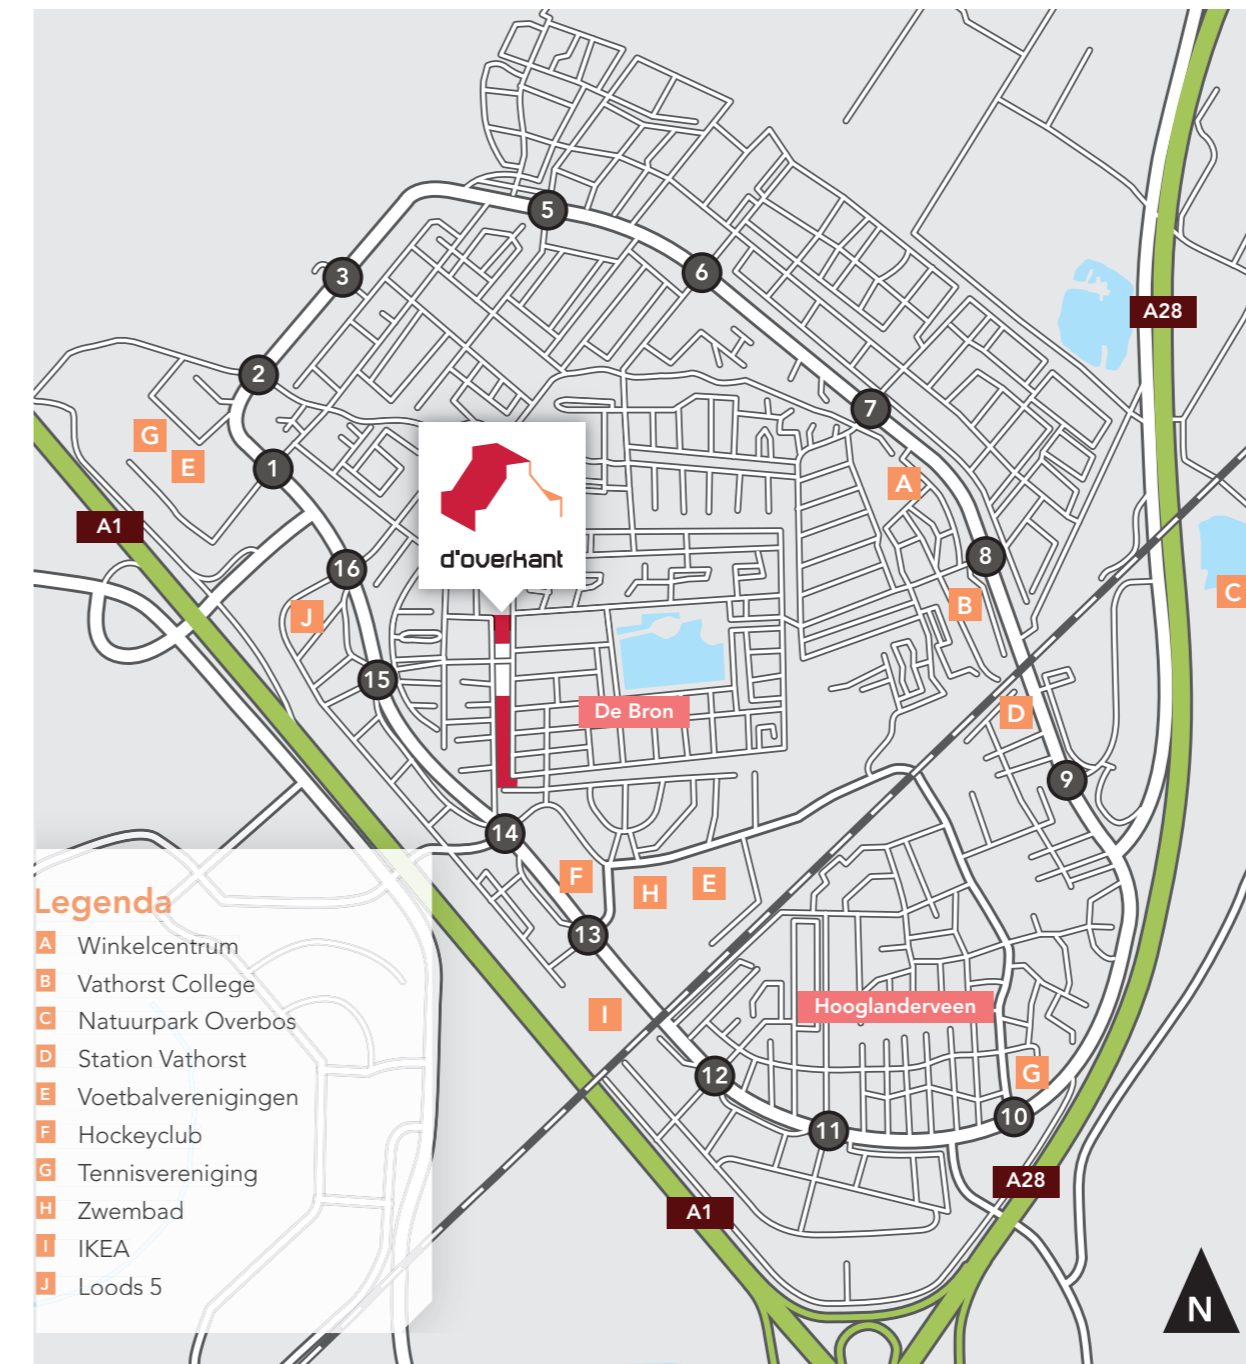 5
6
3
A28
2
7
G
E
1
A
A1
d'overkant
16
8
C
B
J
15
De Bron
D
9
14
F
H
E
13
Hooglanderveen
I
12
G
11
10
A28
A1
Legenda
A Winkelcentrum
B Vathorst College
C Natuurpark Overbos
D Station Vathorst
E Voetbalverenigingen
F Hockeyclub
G Tennisvereniging
H Zwembad
I IKEA
J Loods 5
N